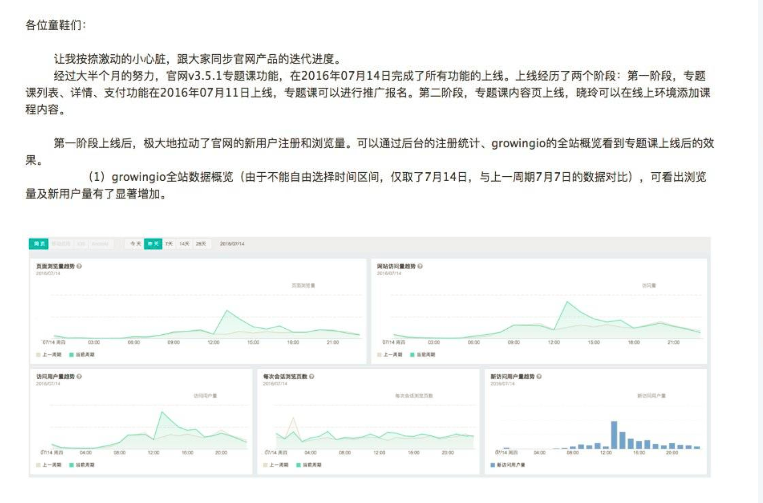 各位童鞋们：
让我按捺激动的小心脏，跟大家同步官网产品的迭代进度。
经过大半个月的努力，官网v3.5.1专题课功能，在2016年07月14日完成了所有功能的上线。上线经历了两个阶段：第一阶段，专题
课列表、详情、支付功能在2016年07月11日上线，专题课可以进行推广报名。第二阶段，专题课内容页上线，晓玲可以在线上环境添加课
程内容。
第一阶段上线后，极大地拉动了官网的新用户注册和浏览量。可以通过后台的注册统计、growingio的全站概览看到专题课上线后的效
果。
（1）growingio全站数据概览（由于不能自由选择时间区间，仅取了7月14日，与上一周期7月7日的数据对比），可看出浏览
量及新用户量有了显著增加。
今天 昨天 7天 14天 28天 2016/07/14
页面浏览量趋势
2016/07/14
页面浏览量
07/14 周四 03:00 06:00 09:00 12:00 15:00 18:00 21:00
上一周期 当前周期
网站访问量趋势
2016/07/14
访问量
07/14 周四 03:00 06:00 09:00 12:00 15:00 18:00 21:00
上一周期 当前周期
访问用户量趋势
2016/07/14
访问用户量
07/14 周四 04:00 08:00 12:00 16:00 20:00
上一周期 当前周期
每次会话浏览页数
2016/07/14
每次会话浏览页数
07/14 周四 04:00 08:00 12:00 16:00 20:00
上一周期 当前周期
新访问用户量趋势
2016/07/14
新访问用户量
07/14 周四 04:00 08:00 12:00 16:00 20:00
新访问用户量